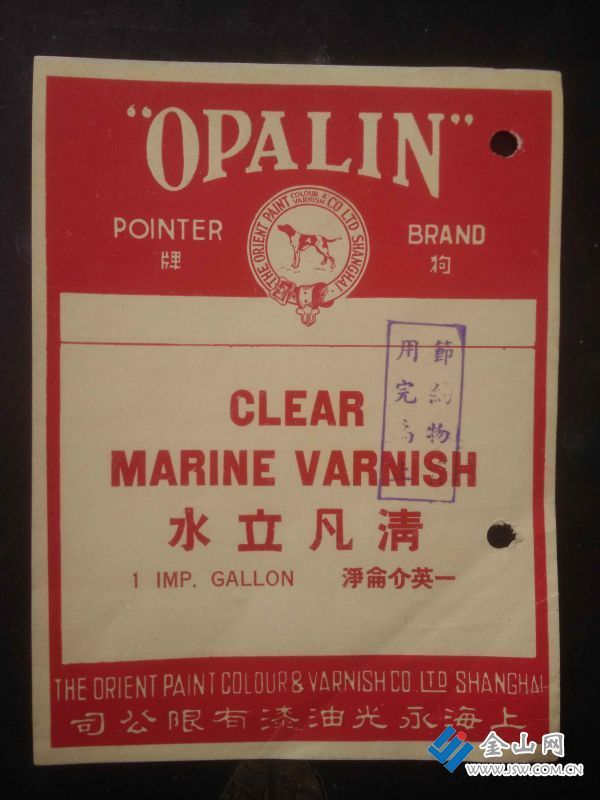 "OPALIN"
THE ORIENT PAINT COLOUR & VARNISH CO LTD SHANGHAI
POINTER BRAND
狗牌
節約物
用完為止
CLEAR
MARINE VARNISH
清凡立水
1 IMP. GALLON 一英介侖淨
THE ORIENT PAINT COLOUR & VARNISH CO. LTD SHANGHAI
上海永光油漆有限公司
金山网
WWW.JSW.COM.CN